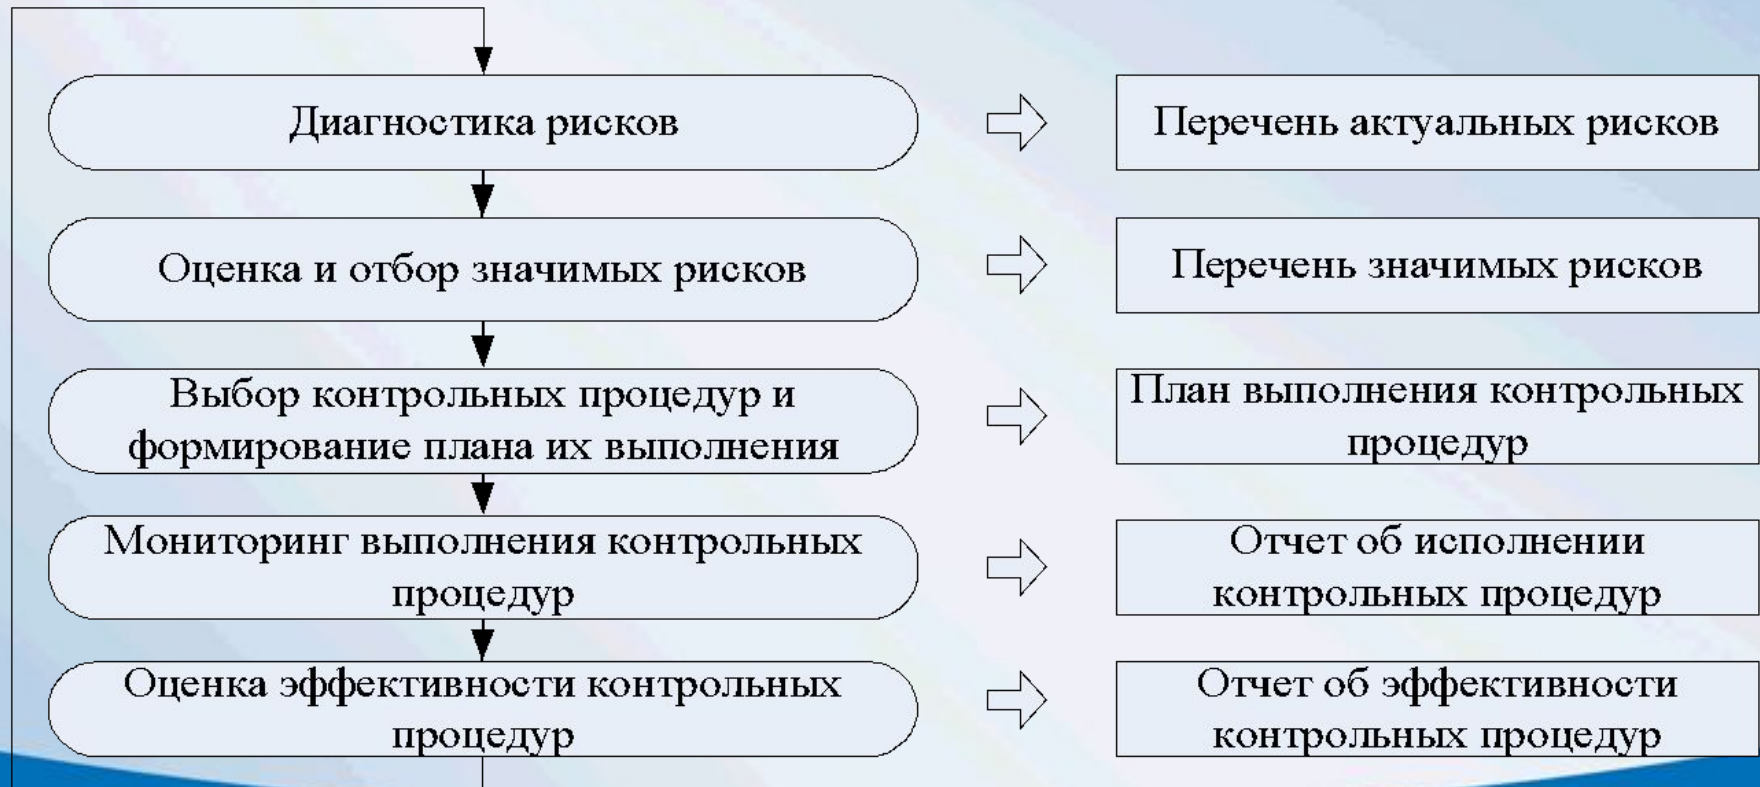 Диагностика рисков
Перечень актуальных рисков
Оценка и отбор значимых рисков
Перечень значимых рисков
Выбор контрольных процедур и
формирование плана их выполнения
План выполнения контрольных
процедур
Мониторинг выполнения контрольных
процедур
Отчет об исполнении
контрольных процедур
Оценка эффективности контрольных
процедур
Отчет об эффективности
контрольных процедур